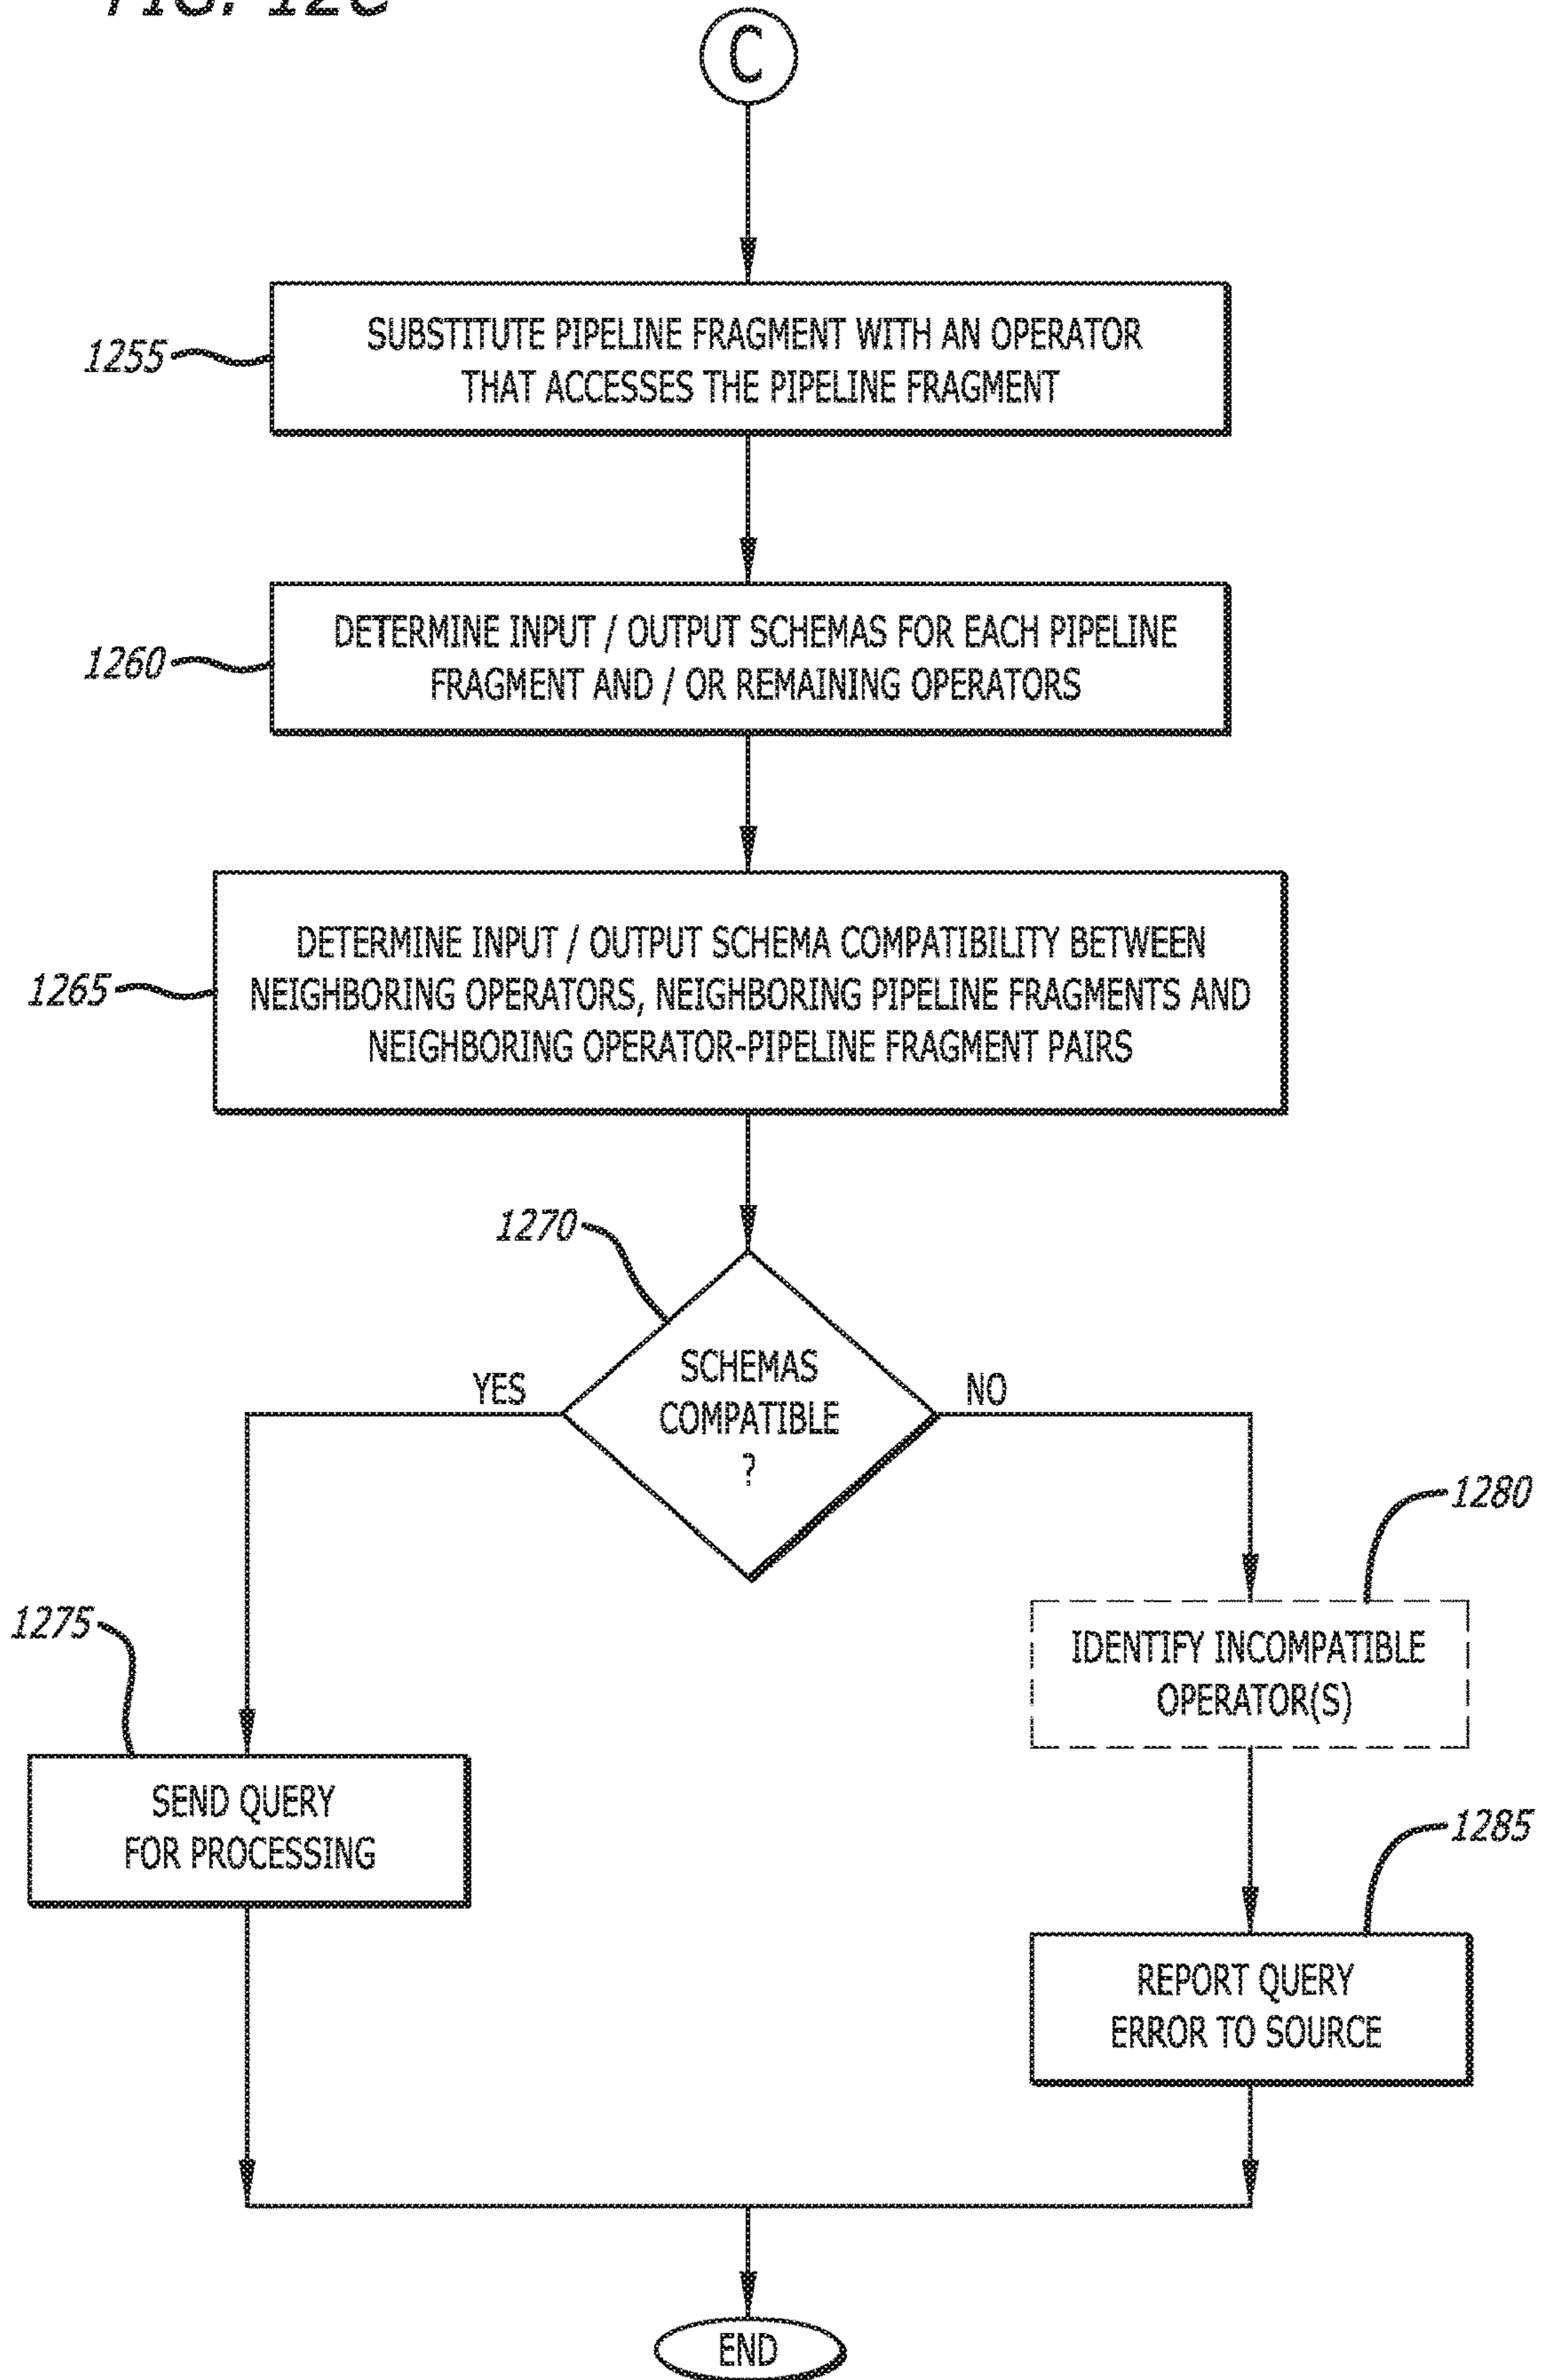 FIG. 12C
C
1255
SUBSTITUTE PIPELINE FRAGMENT WITH AN OPERATOR
THAT ACCESSES THE PIPELINE FRAGMENT
1260
DETERMINE INPUT / OUTPUT SCHEMAS FOR EACH PIPELINE
FRAGMENT AND / OR REMAINING OPERATORS
1265
DETERMINE INPUT / OUTPUT SCHEMA COMPATIBILITY BETWEEN
NEIGHBORING OPERATORS, NEIGHBORING PIPELINE FRAGMENTS AND
NEIGHBORING OPERATOR-PIPELINE FRAGMENT PAIRS
1270
SCHEMAS
COMPATIBLE
?
YES
NO
1280
IDENTIFY INCOMPATIBLE
OPERATOR(S)
1275
SEND QUERY
FOR PROCESSING
1285
REPORT QUERY
ERROR TO SOURCE
END